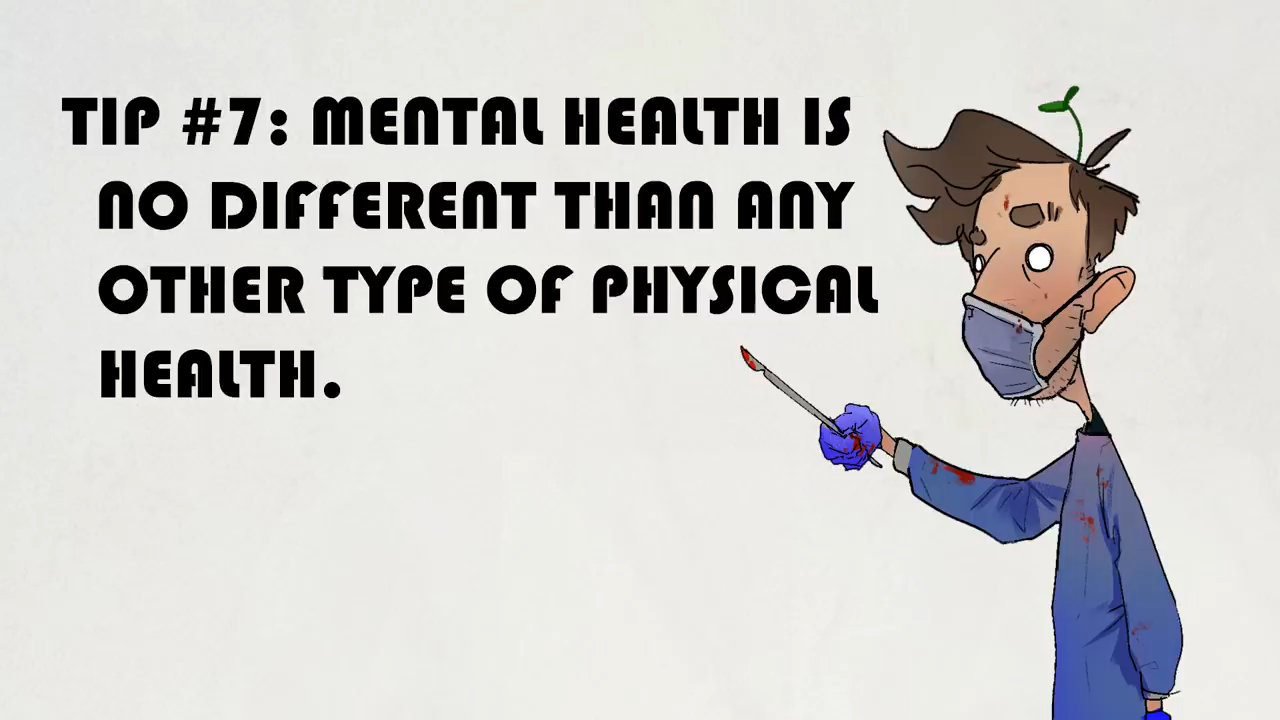 TIP #7: MENTAL HEALTH IS
NO DIFFERENT THAN ANY
OTHER TYPE OF PHYSICAL
HEALTH.